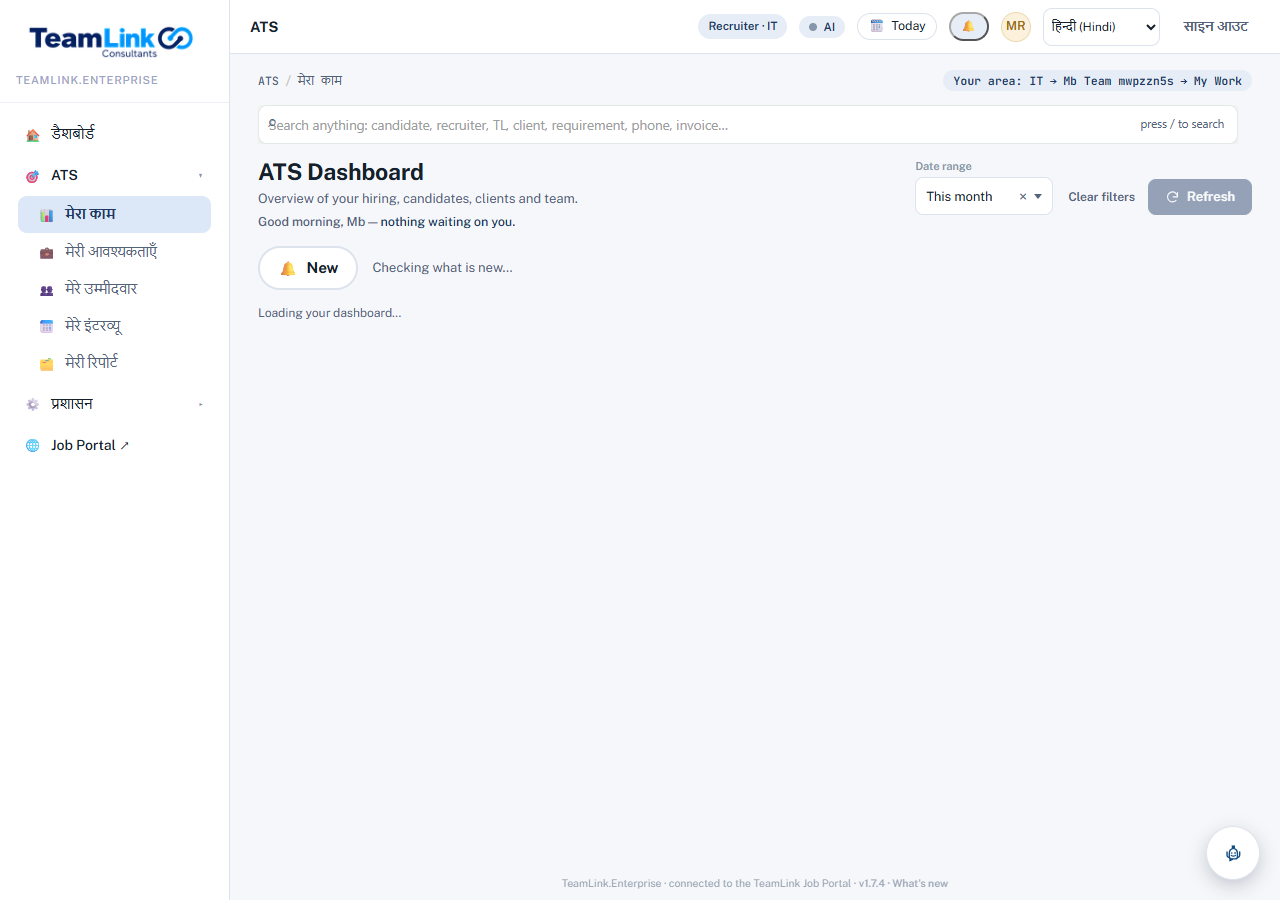 TeamLink
Consultants
TEAMLINK.ENTERPRISE
डैशबोर्ड
ATS
मेरा काम
मेरी आवश्यकताएँ
मेरे उम्मीदवार
मेरे इंटरव्यू
मेरी रिपोर्ट
प्रशासन
Job Portal ↗
ATS
Recruiter · IT
AI
Today
MR
हिन्दी (Hindi)
साइन आउट
ATS / मेरा काम
Your area: IT → Mb Team mwpzzn5s → My Work
Search anything: candidate, recruiter, TL, client, requirement, phone, invoice...
press / to search
ATS Dashboard
Overview of your hiring, candidates, clients and team.
Good morning, Mb — nothing waiting on you.
Date range
This month
Clear filters
Refresh
New
Checking what is new...
Loading your dashboard...
TeamLink.Enterprise · connected to the TeamLink Job Portal · v1.7.4 · What's new